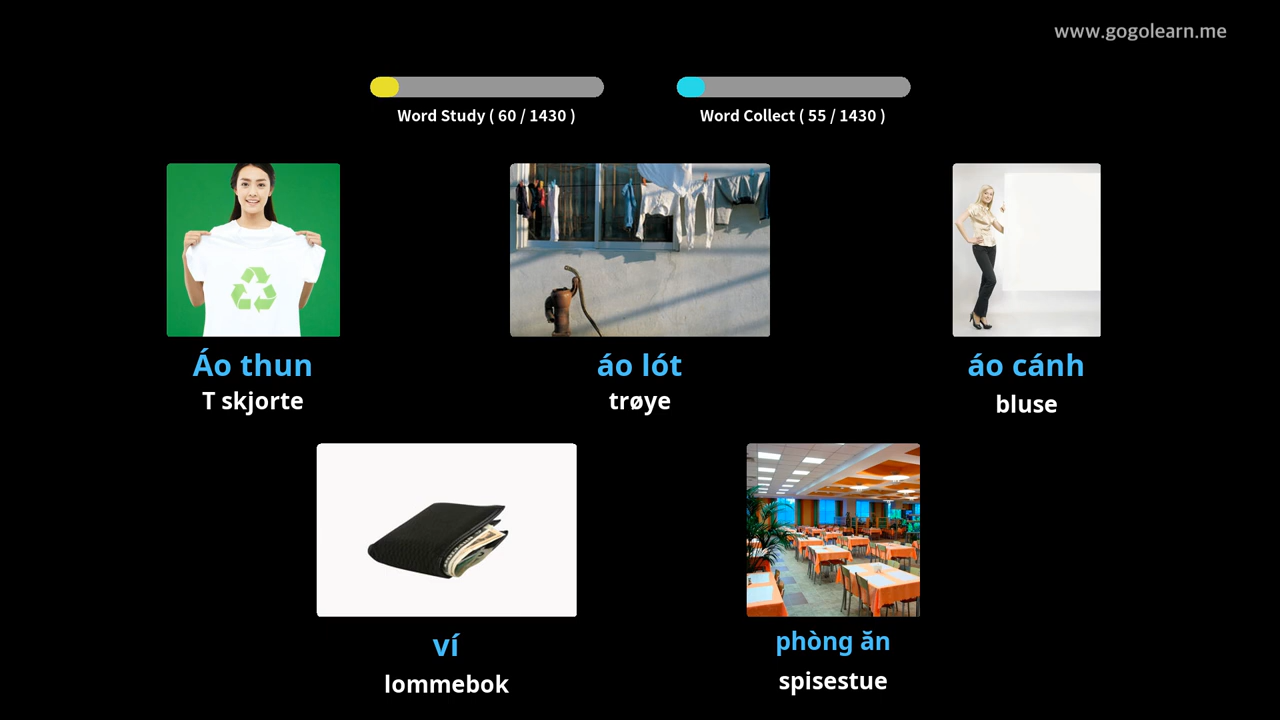 www.gogolearn.me
Word Study ( 60 / 1430 )
Word Collect ( 55 / 1430 )
Áo thun
T skjorte
áo lót
trøye
áo cánh
bluse
ví
lommebok
phòng ăn
spisestue